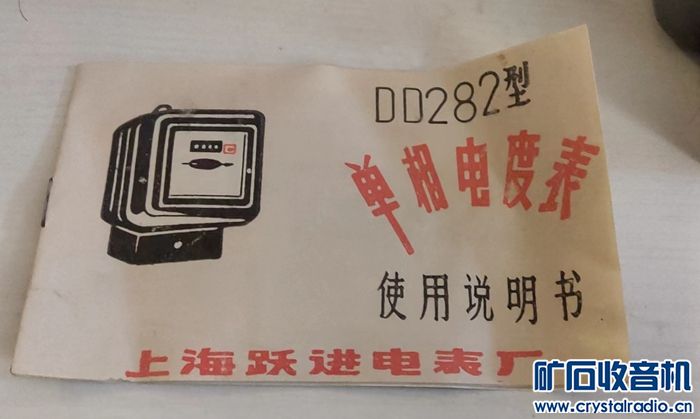 DD282型
单相电度表
使用说明书
上海跃进电表厂
矿石收音机
www.crystalradio.cn